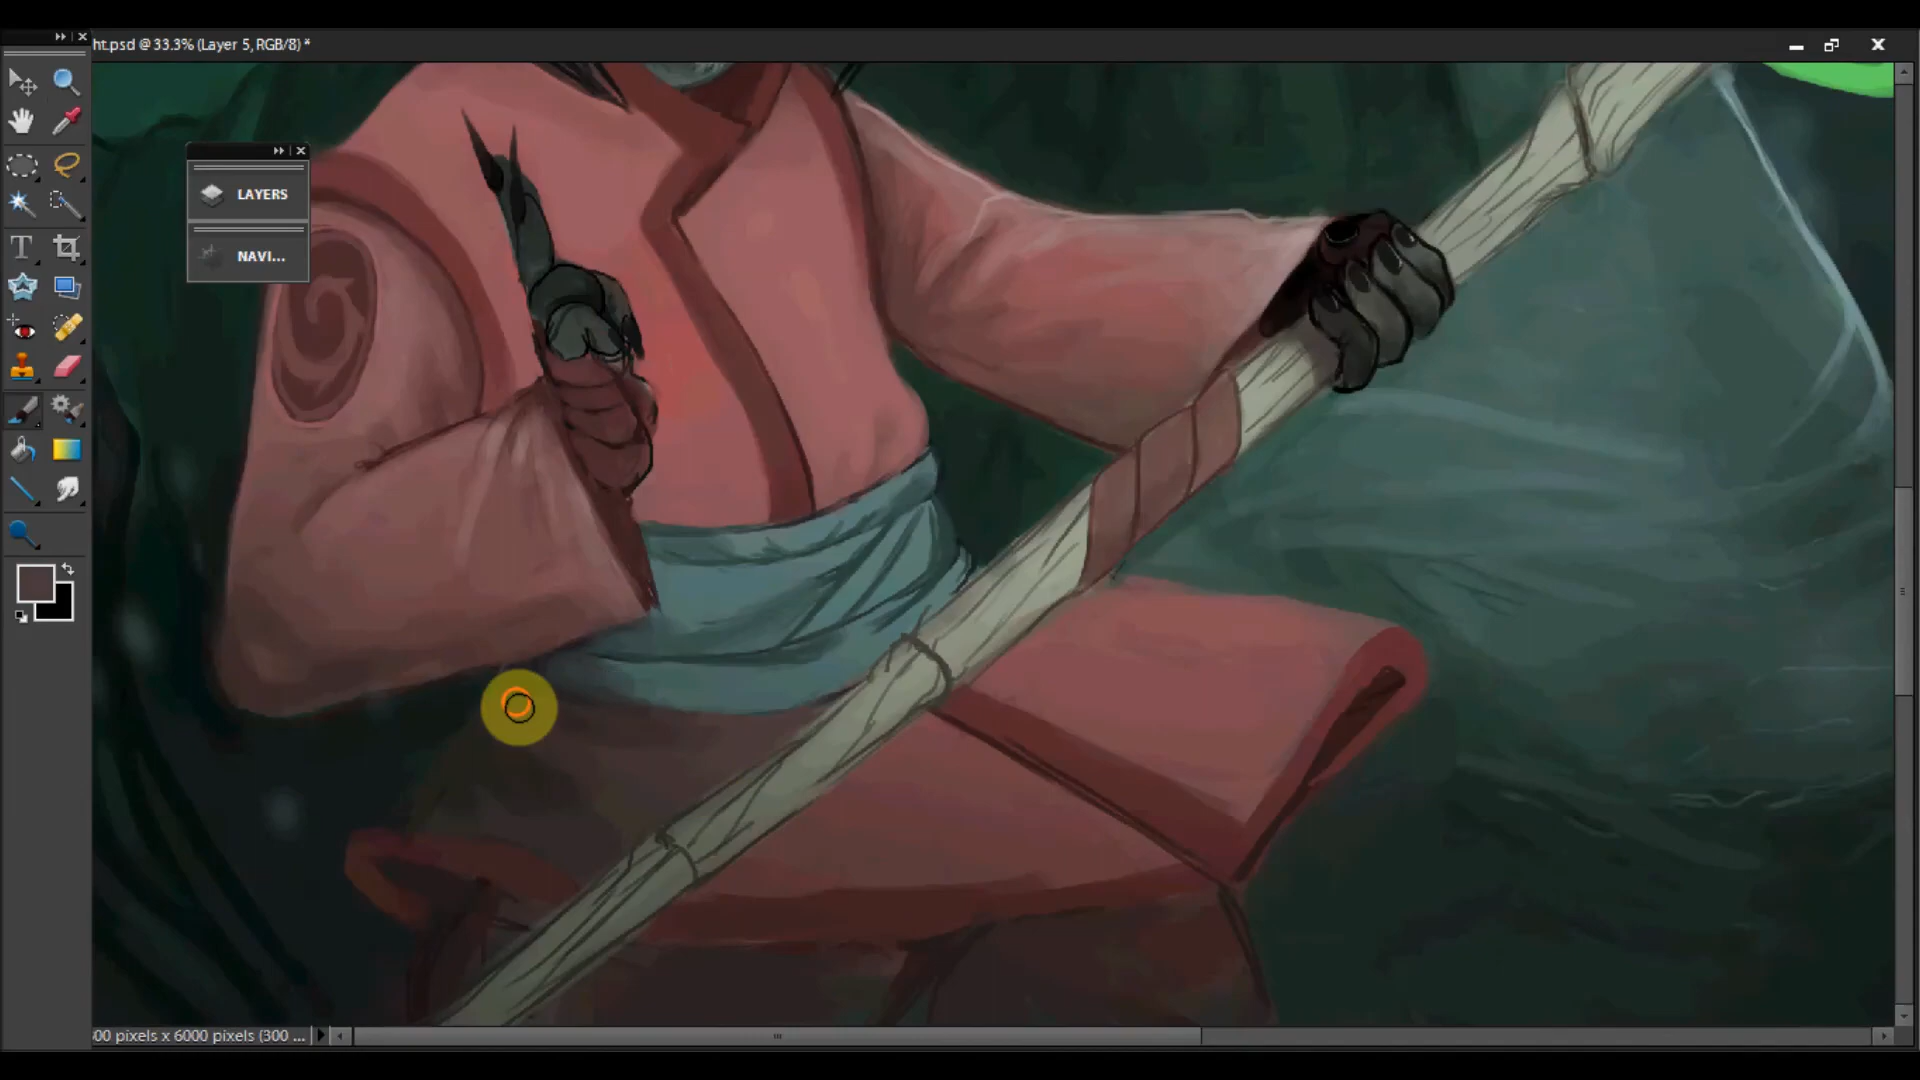 ht.psd @ 33.3% (Layer 5, RGB/8) *
LAYERS
NAVI...
T
00 pixels x 6000 pixels (300 ...